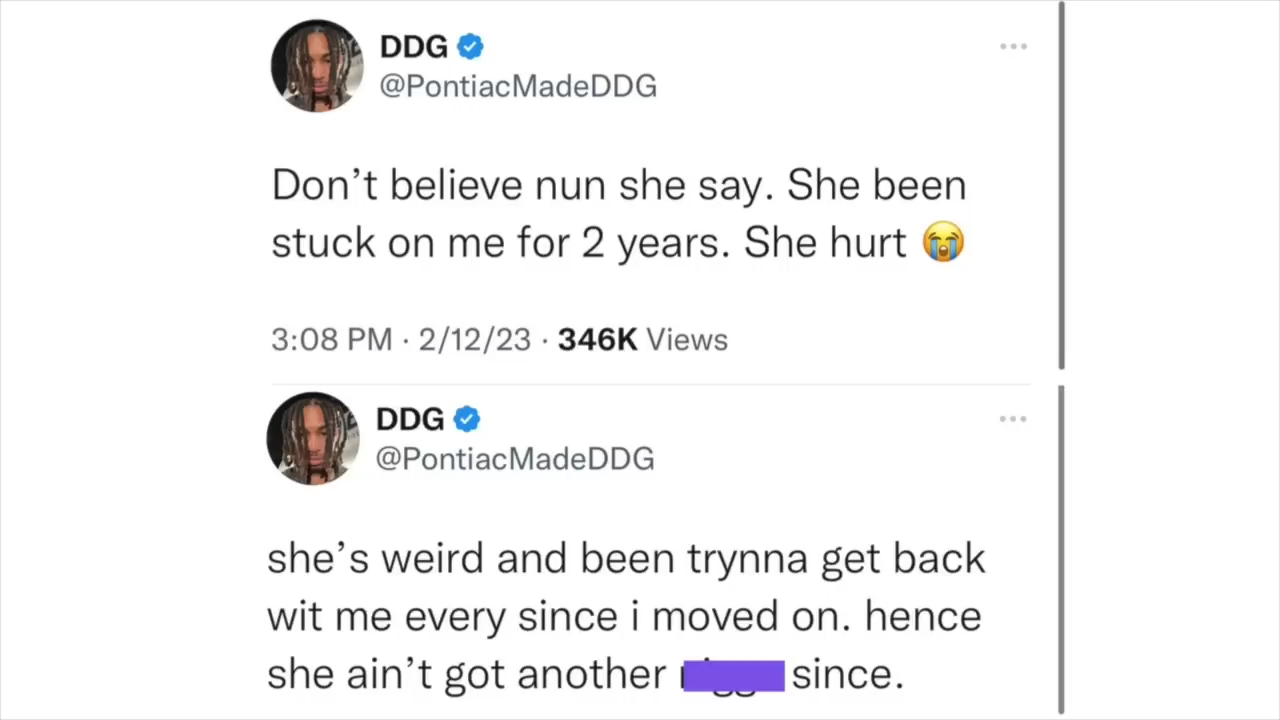 DDG
@PontiacMadeDDG
Don’t believe nun she say. She been
stuck on me for 2 years. She hurt 😭
3:08 PM · 2/12/23 · 346K Views
DDG
@PontiacMadeDDG
she’s weird and been trynna get back
wit me every since i moved on. hence
she ain’t got another since.